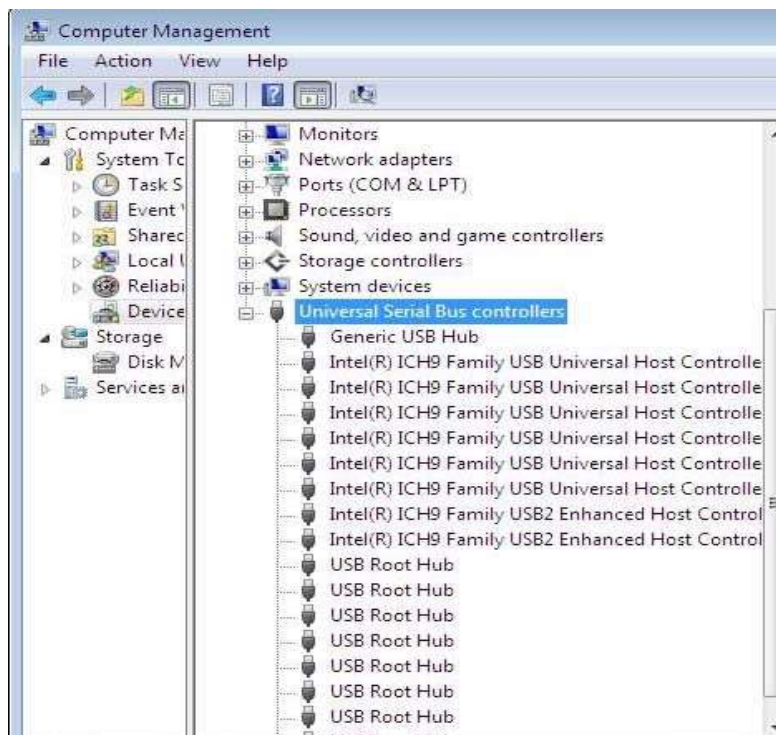 Computer Management
File Action View Help
Computer Ma
System To
Task S
Event
Shared
Local U
Reliabi
Device
Storage
Disk M
Services a
Monitors
Network adapters
Ports (COM & LPT)
Processors
Sound, video and game controllers
Storage controllers
System devices
Universal Serial Bus controllers
Generic USB Hub
Intel(R) ICH9 Family USB Universal Host Controlle
Intel(R) ICH9 Family USB Universal Host Controlle
Intel(R) ICH9 Family USB Universal Host Controlle
Intel(R) ICH9 Family USB Universal Host Controlle
Intel(R) ICH9 Family USB Universal Host Controlle
Intel(R) ICH9 Family USB Universal Host Controlle
Intel(R) ICH9 Family USB2 Enhanced Host Control
Intel(R) ICH9 Family USB2 Enhanced Host Control
USB Root Hub
USB Root Hub
USB Root Hub
USB Root Hub
USB Root Hub
USB Root Hub
USB Root Hub